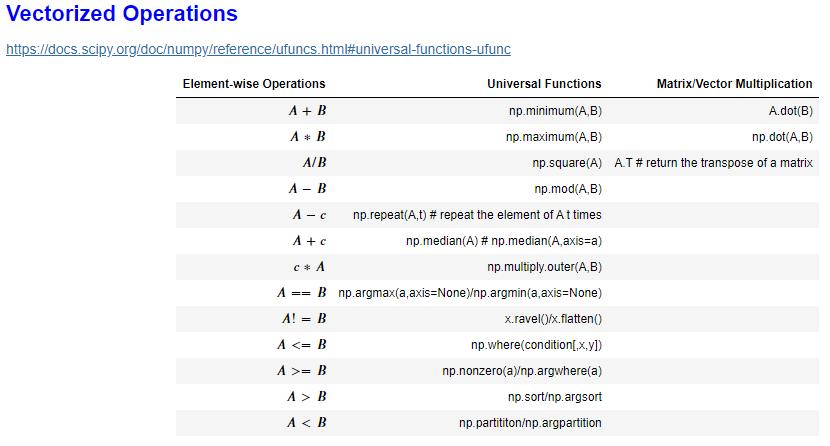 Vectorized Operations
https://docs.scipy.org/doc/numpy/reference/ufuncs.html#universal-functions-ufunc
Element-wise Operations Universal Functions Matrix/Vector Multiplication
A + B np.minimum(A,B) A.dot(B)
A * B np.maximum(A,B) np.dot(A,B)
A/B np.square(A) A.T # return the transpose of a matrix
A − B np.mod(A,B)
A − c np.repeat(A,t) # repeat the element of A t times
A + c np.median(A) # np.median(A,axis=a)
c * A np.multiply.outer(A,B)
A == B np.argmax(a,axis=None)/np.argmin(a,axis=None)
A! = B x.ravel()/x.flatten()
A <= B np.where(condition[,x,y])
A >= B np.nonzero(a)/np.argwhere(a)
A > B np.sort/np.argsort
A < B np.partititon/np.argpartition